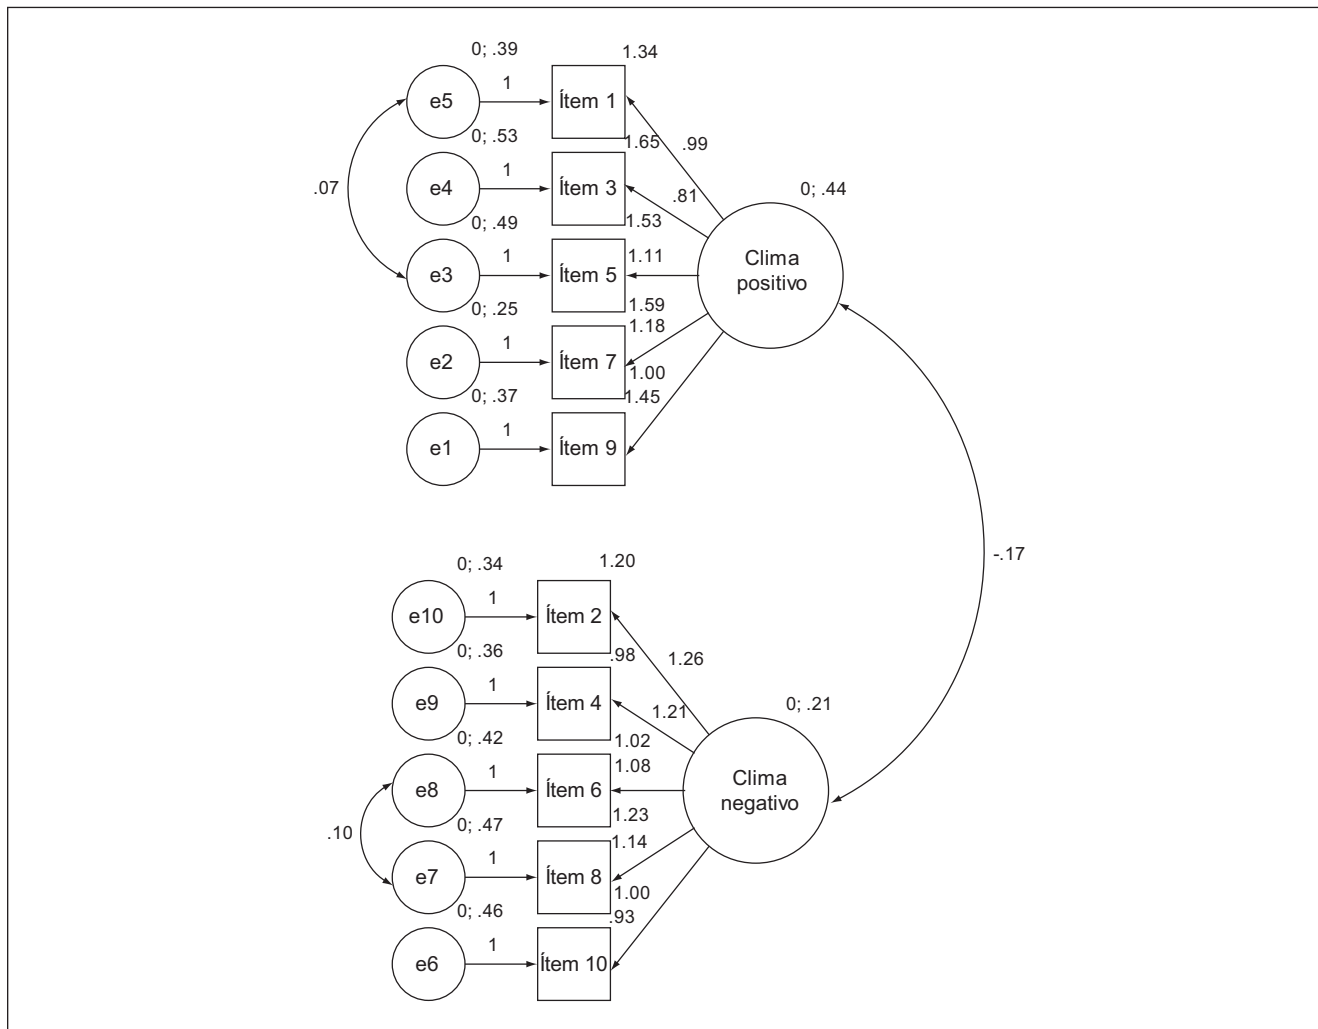 0; .39
1.34
e5
1
Ítem 1
0; .53
1.65
.99
.07
e4
1
Ítem 3
.81
0; .44
0; .49
1.53
e3
1
Ítem 5
1.11
Clima
positivo
0; .25
1.59
e2
1
Ítem 7
1.18
1.00
0; .37
1.45
e1
1
Ítem 9
-.17
0; .34
1.20
e10
1
Ítem 2
0; .36
.98
1.26
e9
1
Ítem 4
1.21
0; .21
0; .42
1.02
e8
1
Ítem 6
1.08
Clima
negativo
.10
0; .47
1.23
e7
1
Ítem 8
1.14
1.00
0; .46
.93
e6
1
Ítem 10